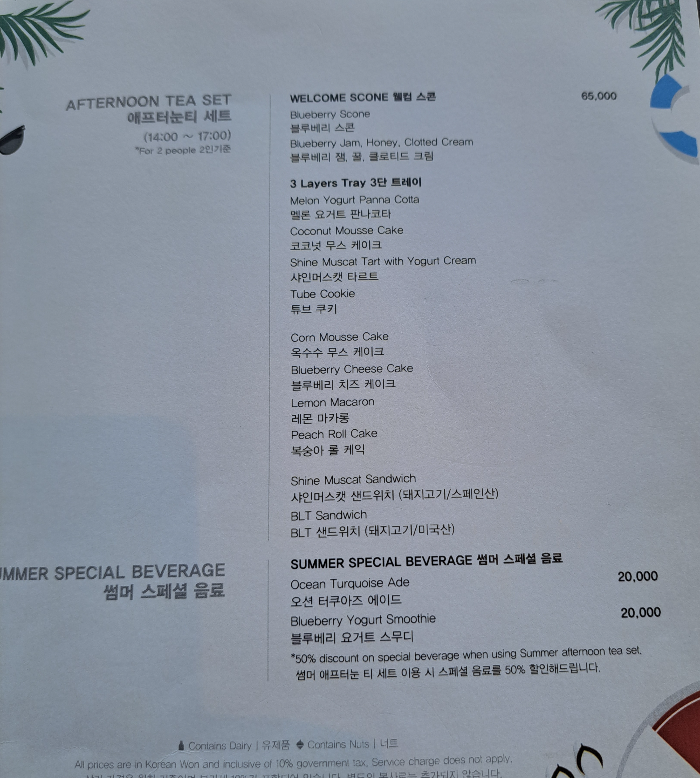 AFTERNOON TEA SET
애프터눈티 세트
(14:00 ~ 17:00)
*For 2 people 2인기준
WELCOME SCONE 웰컴 스콘 65,000
Blueberry Scone
블루베리 스콘
Blueberry Jam, Honey, Clotted Cream
블루베리 잼, 꿀, 클로티드 크림
3 Layers Tray 3단 트레이
Melon Yogurt Panna Cotta
멜론 요거트 판나코타
Coconut Mousse Cake
코코넛 무스 케이크
Shine Muscat Tart with Yogurt Cream
샤인머스캣 타르트
Tube Cookie
튜브 쿠키
Corn Mousse Cake
옥수수 무스 케이크
Blueberry Cheese Cake
블루베리 치즈 케이크
Lemon Macaron
레몬 마카롱
Peach Roll Cake
복숭아 롤 케익
Shine Muscat Sandwich
샤인머스캣 샌드위치 (돼지고기/스페인산)
BLT Sandwich
BLT 샌드위치 (돼지고기/미국산)
UMMER SPECIAL BEVERAGE
썸머 스페셜 음료
SUMMER SPECIAL BEVERAGE 썸머 스페셜 음료
Ocean Turquoise Ade 20,000
오션 터쿠아즈 에이드
Blueberry Yogurt Smoothie 20,000
블루베리 요거트 스무디
*50% discount on special beverage when using Summer afternoon tea set.
썸머 애프터눈 티 세트 이용 시 스페셜 음료를 50% 할인해드립니다.
Contains Dairy | 유제품 Contains Nuts | 너트
All prices are in Korean Won and inclusive of 10% government tax, Service charge does not apply.